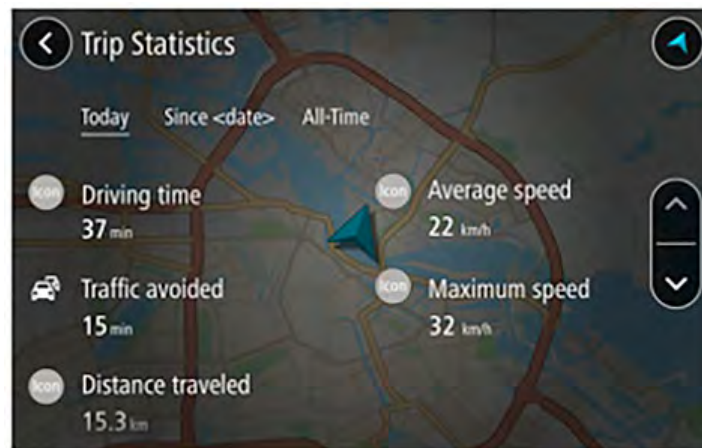 Trip Statistics
Today Since <date> All-Time
Icon Driving time
37 min
Icon Average speed
22 km/h
Traffic avoided
15 min
Icon Maximum speed
32 km/h
Icon Distance traveled
15.3 km